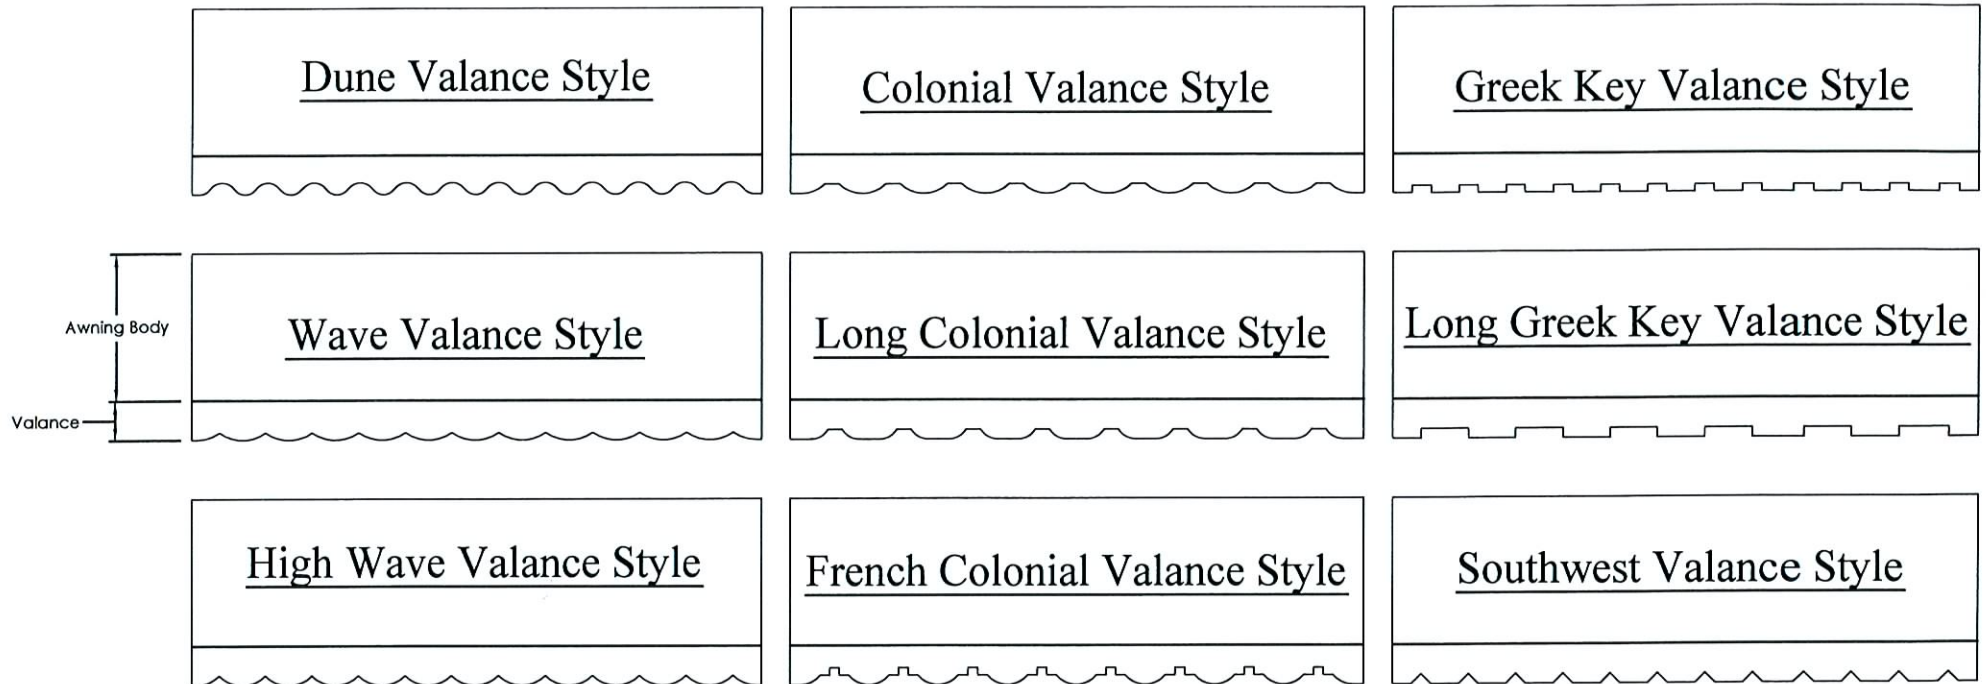 Dune Valance Style
Colonial Valance Style
Greek Key Valance Style
Awning Body
Wave Valance Style
Long Colonial Valance Style
Long Greek Key Valance Style
Valance
High Wave Valance Style
French Colonial Valance Style
Southwest Valance Style